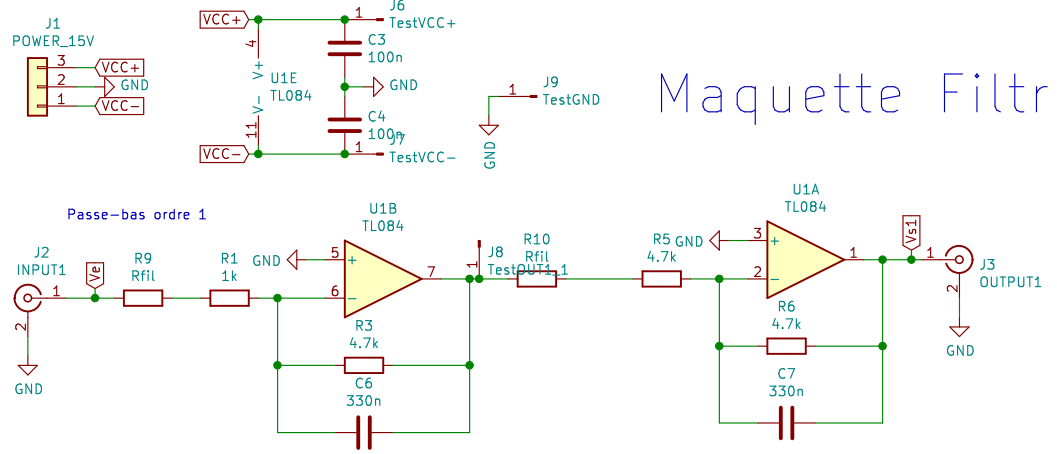 J1
POWER_15V
3
VCC+
2
GND
1
VCC-
VCC+
4
V+
U1E
TL084
V-
11
VCC-
1
J6
TestVCC+
C3
100n
GND
C4
100n
J7
1
TestVCC-
1
J9
TestGND
GND
Maquette Filtr
Passe-bas ordre 1
J2
INPUT1
1
2
GND
Ve
R9
Rfil
R1
1k
U1B
TL084
GND
5
+
6
-
7
R3
4.7k
C6
330n
1
J8
TestOUT1_1
R10
Rfil
R5
4.7k
U1A
TL084
GND
3
+
2
-
1
R6
4.7k
C7
330n
Vs1
1
J3
OUTPUT1
2
GND